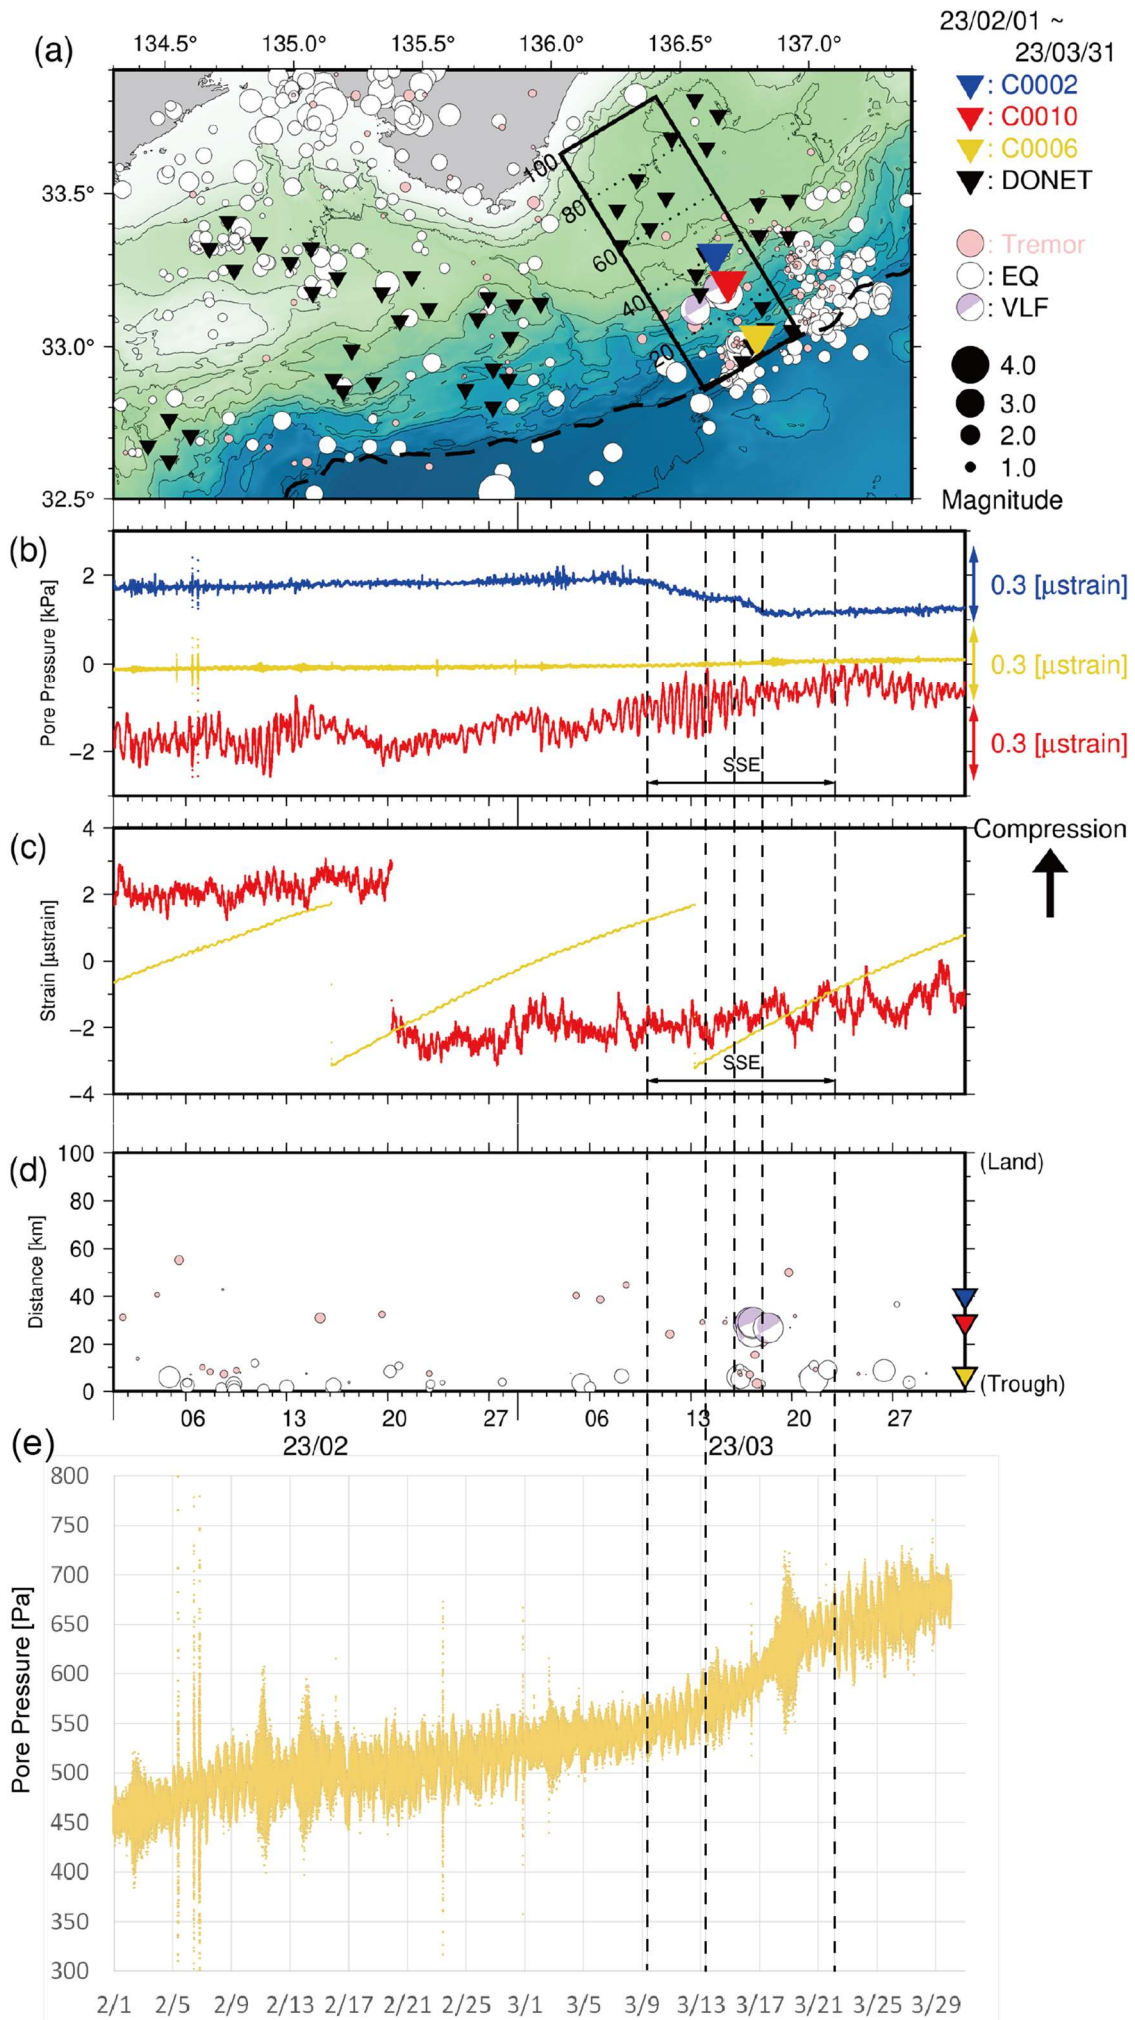 (a)
134.5° 135.0° 135.5° 136.0° 136.5° 137.0°
23/02/01 ~
23/03/31
: C0002
: C0010
: C0006
: DONET
: Tremor
: EQ
: VLF
4.0
3.0
2.0
1.0
Magnitude
33.5°
33.0°
32.5°
100
80
60
40
20
(b)
Pore Pressure [kPa]
2
0
−2
SSE
0.3 [μstrain]
0.3 [μstrain]
0.3 [μstrain]
(c)
Strain [μstrain]
4
2
0
−2
−4
SSE
Compression
(d)
Distance [km]
100
80
60
40
20
0
(Land)
(Trough)
06 13 20 27 06 13 20 27
23/02 23/03
(e)
Pore Pressure [Pa]
800
750
700
650
600
550
500
450
400
350
300
2/1 2/5 2/9 2/13 2/17 2/21 2/25 3/1 3/5 3/9 3/13 3/17 3/21 3/25 3/29